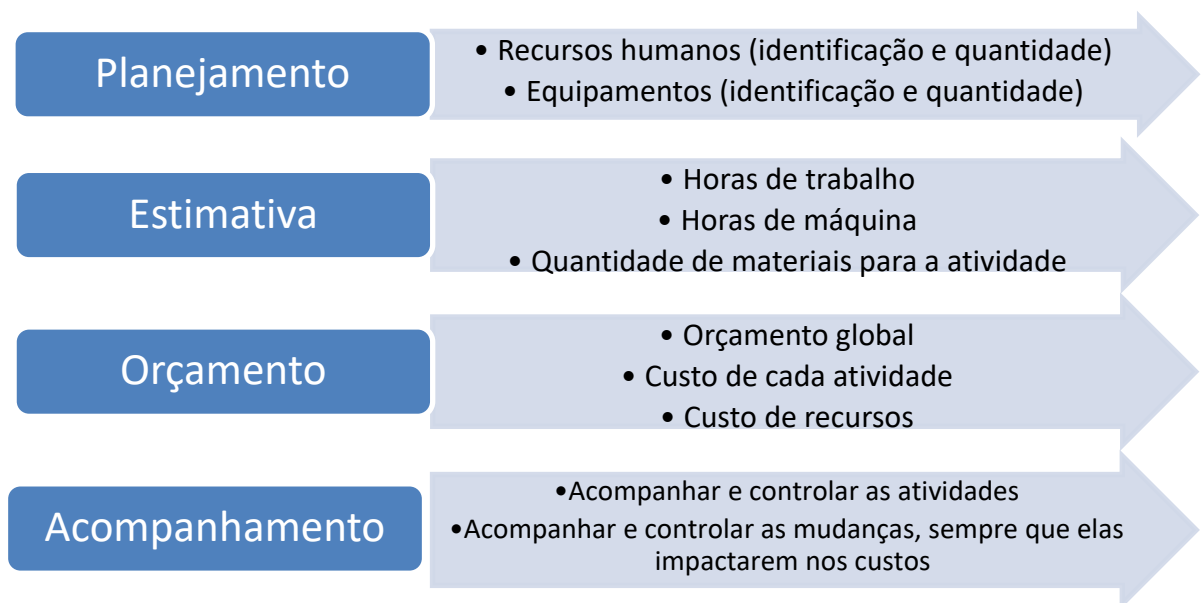 Planejamento
• Recursos humanos (identificação e quantidade)
• Equipamentos (identificação e quantidade)
Estimativa
• Horas de trabalho
• Horas de máquina
• Quantidade de materiais para a atividade
Orçamento
• Orçamento global
• Custo de cada atividade
• Custo de recursos
Acompanhamento
•Acompanhar e controlar as atividades
•Acompanhar e controlar as mudanças, sempre que elas
impactarem nos custos